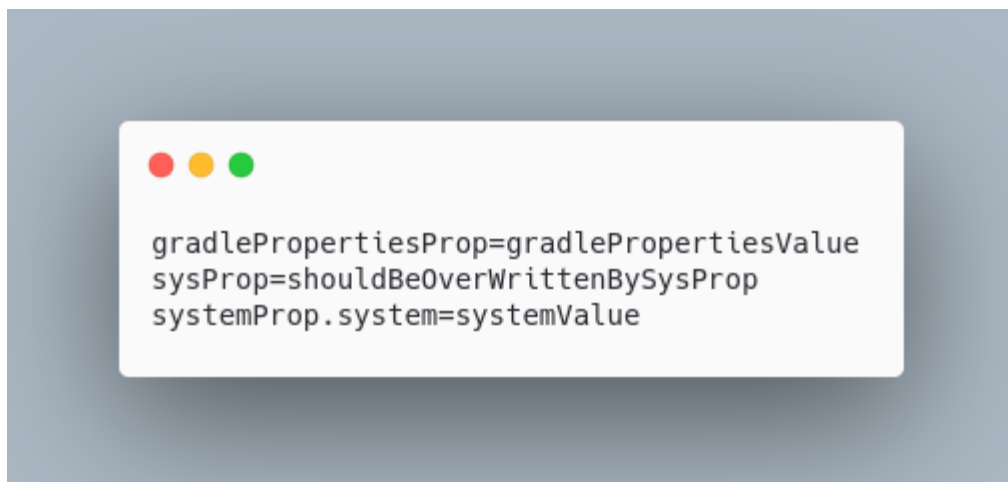 gradlePropertiesProp=gradlePropertiesValue
sysProp=shouldBeOverWrittenBySysProp
systemProp.system=systemValue